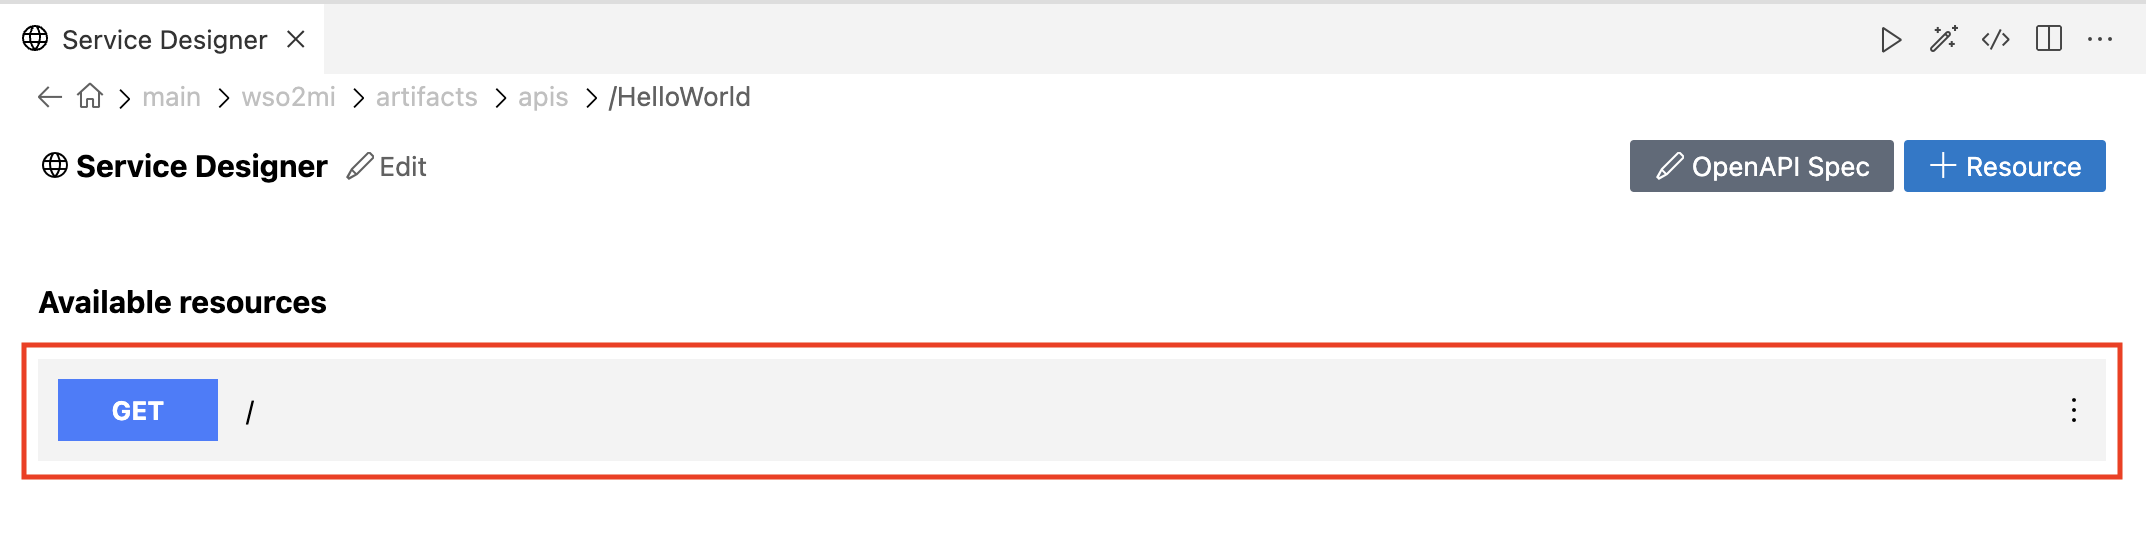 Service Designer
main wso2mi artifacts apis /HelloWorld
Service Designer Edit OpenAPI Spec Resource
Available resources
GET /